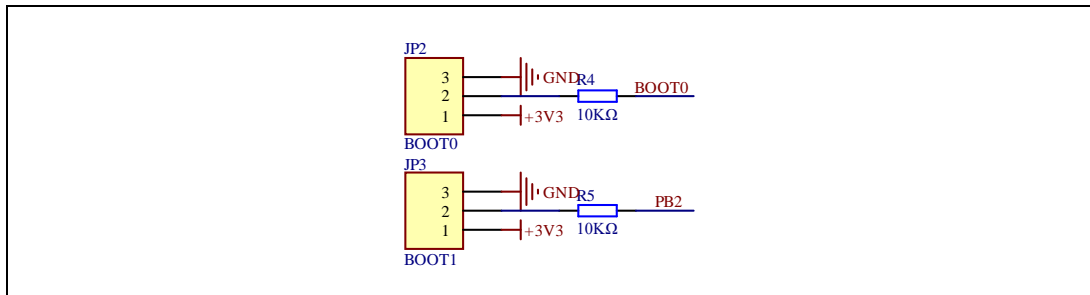 JP2
3 GND R4
2 BOOT0
1 +3V3 10KΩ
BOOT0
JP3
3 GND R5
2 PB2
1 +3V3 10KΩ
BOOT1